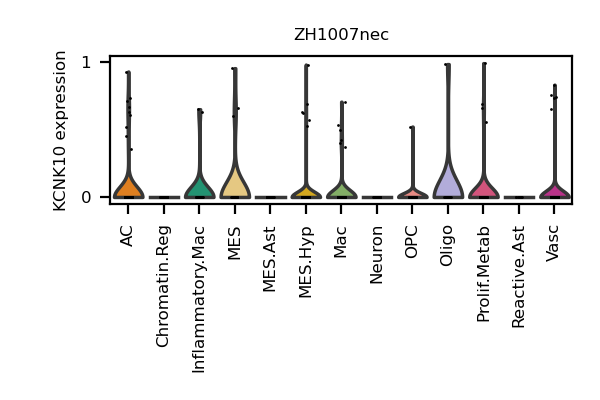 ZH1007nec
KCNK10 expression
1
0
AC
Chromatin.Reg
Inflammatory.Mac
MES
MES.Ast
MES.Hyp
Mac
Neuron
OPC
Oligo
Prolif.Metab
Reactive.Ast
Vasc